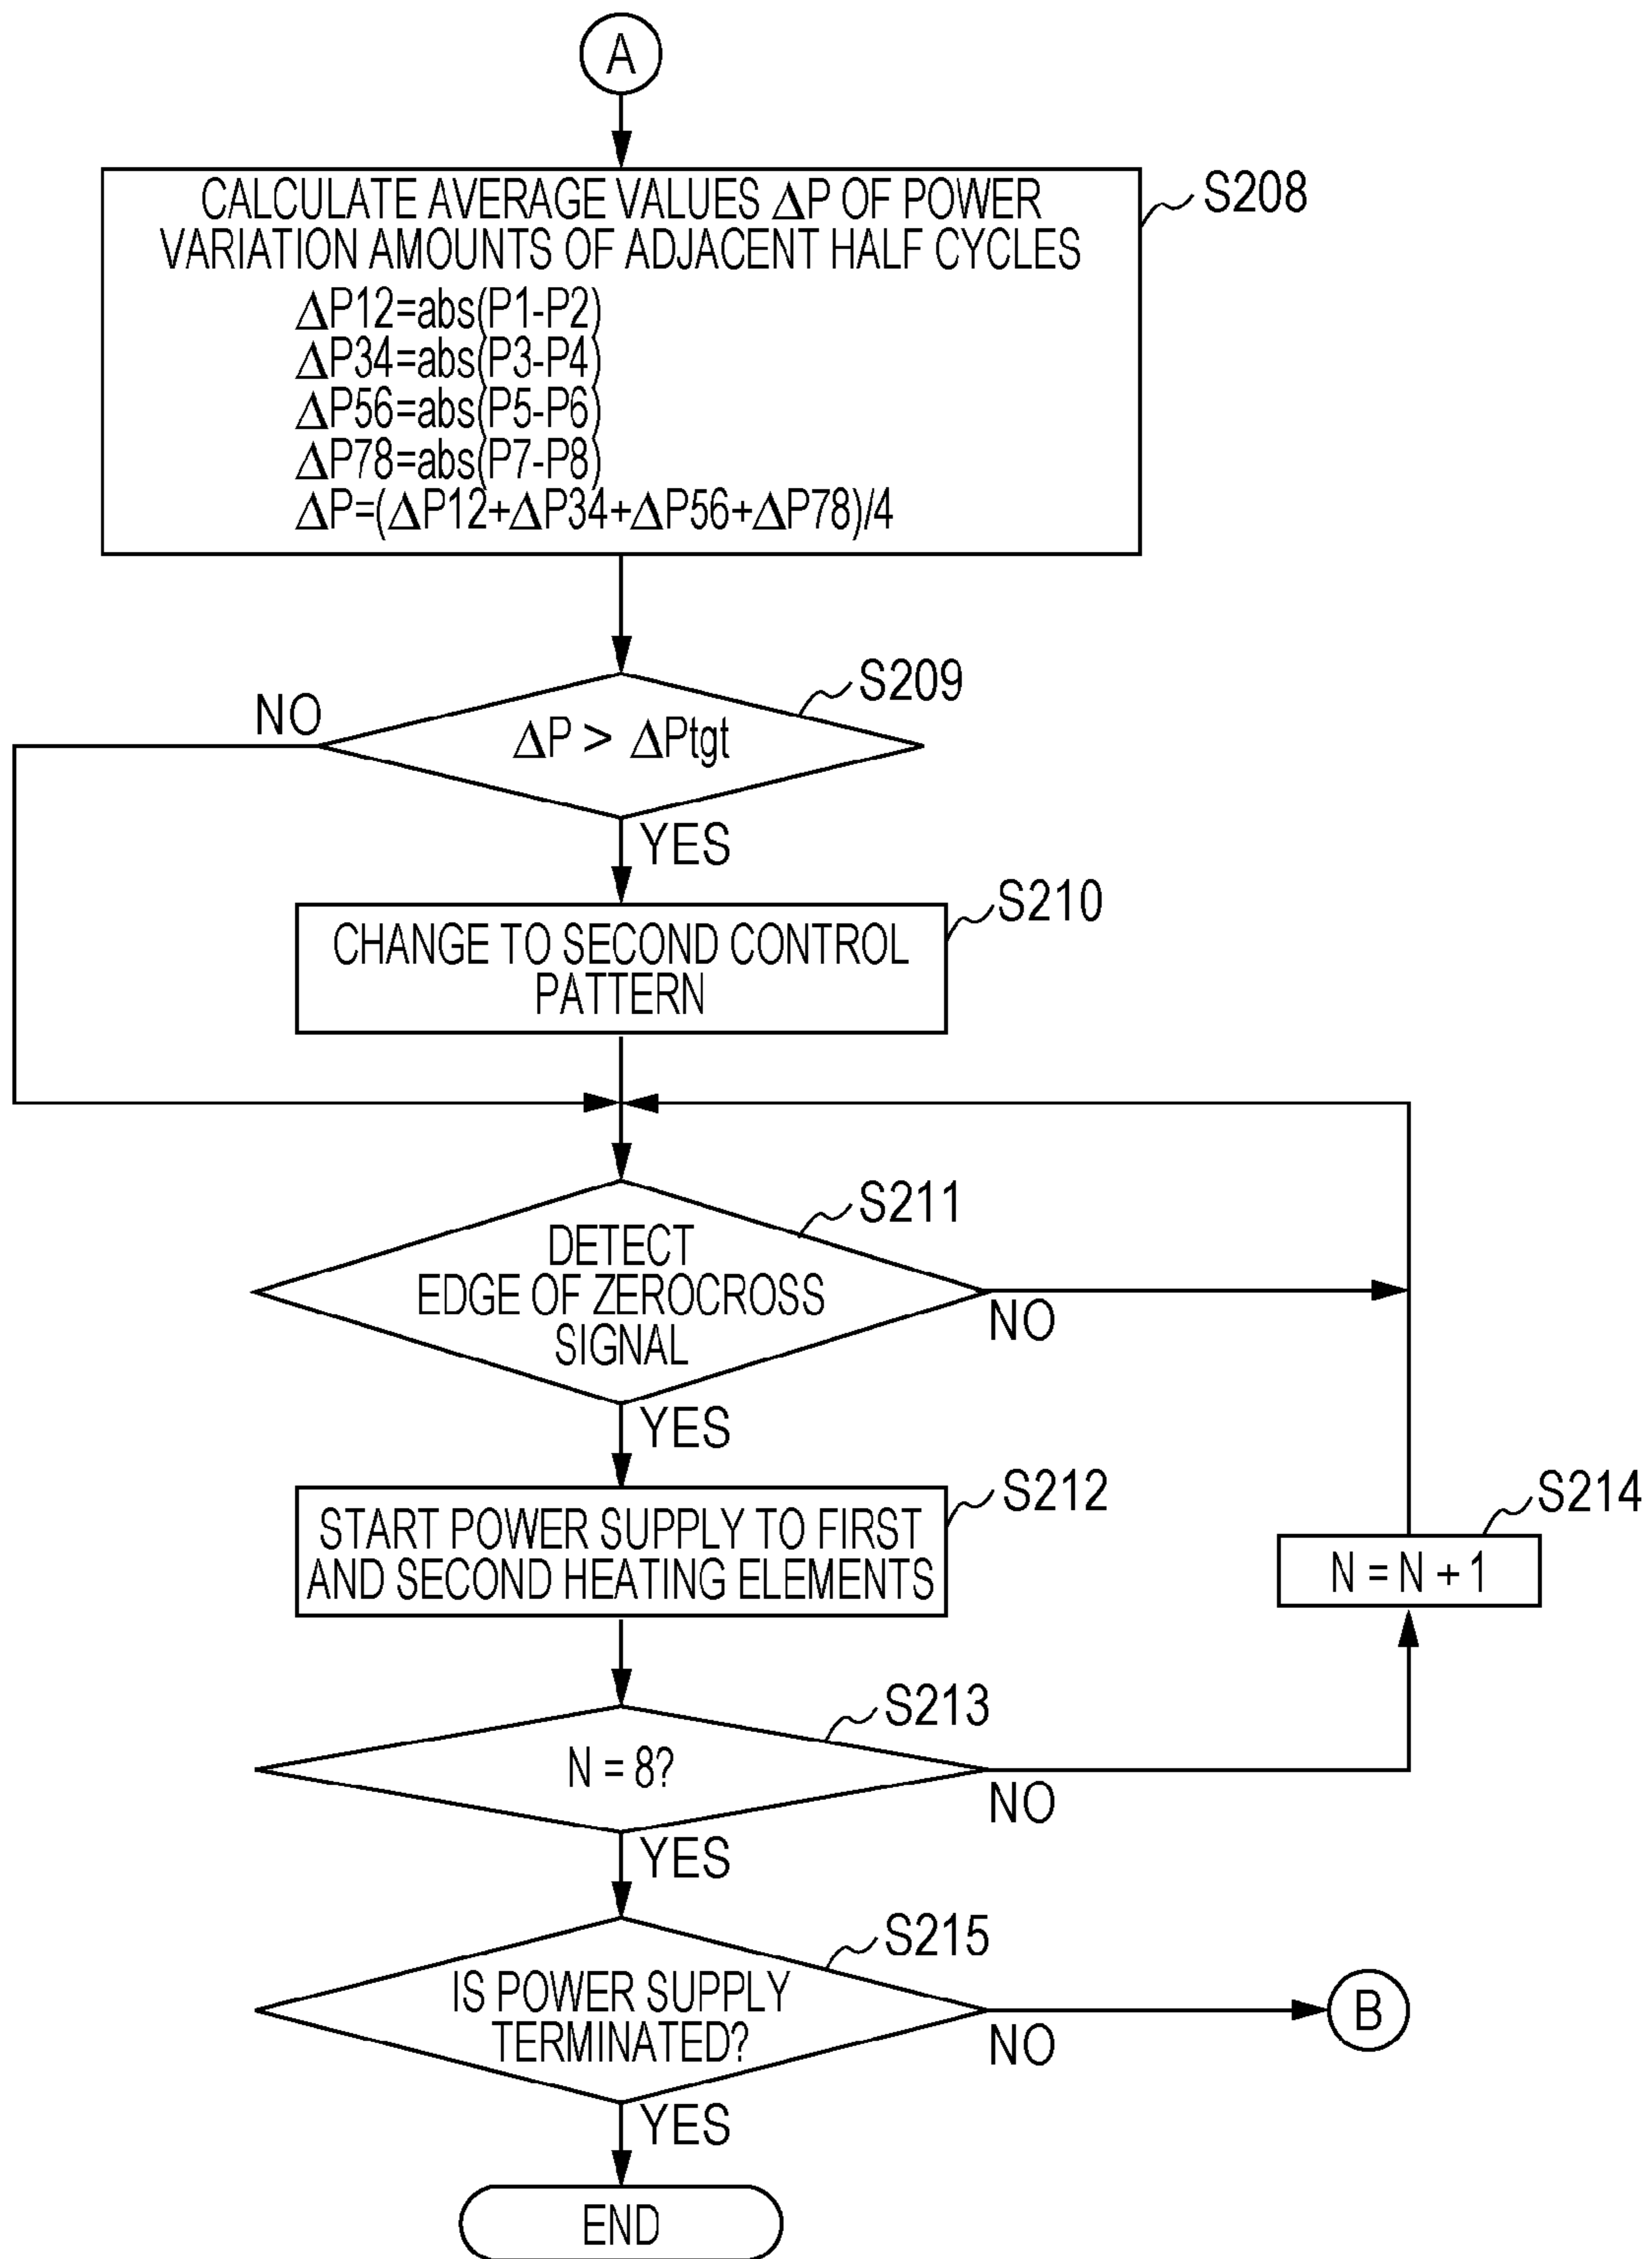 A
CALCULATE AVERAGE VALUES ΔP OF POWER
VARIATION AMOUNTS OF ADJACENT HALF CYCLES
ΔP12=abs(P1-P2)
ΔP34=abs(P3-P4)
ΔP56=abs(P5-P6)
ΔP78=abs(P7-P8)
ΔP=(ΔP12+ΔP34+ΔP56+ΔP78)/4
S208
S209
NO
ΔP > ΔPtgt
YES
S210
CHANGE TO SECOND CONTROL
PATTERN
S211
DETECT
EDGE OF ZEROCROSS
SIGNAL
NO
YES
S212
START POWER SUPPLY TO FIRST
AND SECOND HEATING ELEMENTS
S214
N = N + 1
S213
N = 8?
NO
YES
S215
IS POWER SUPPLY
TERMINATED?
NO
B
YES
END